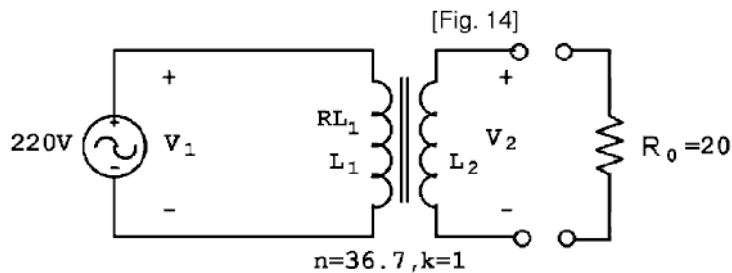 [Fig. 14]
+
+
RL1
220V
+
V1
V2
R0=20
L1
L2
-
-
-
n=36.7,k=1